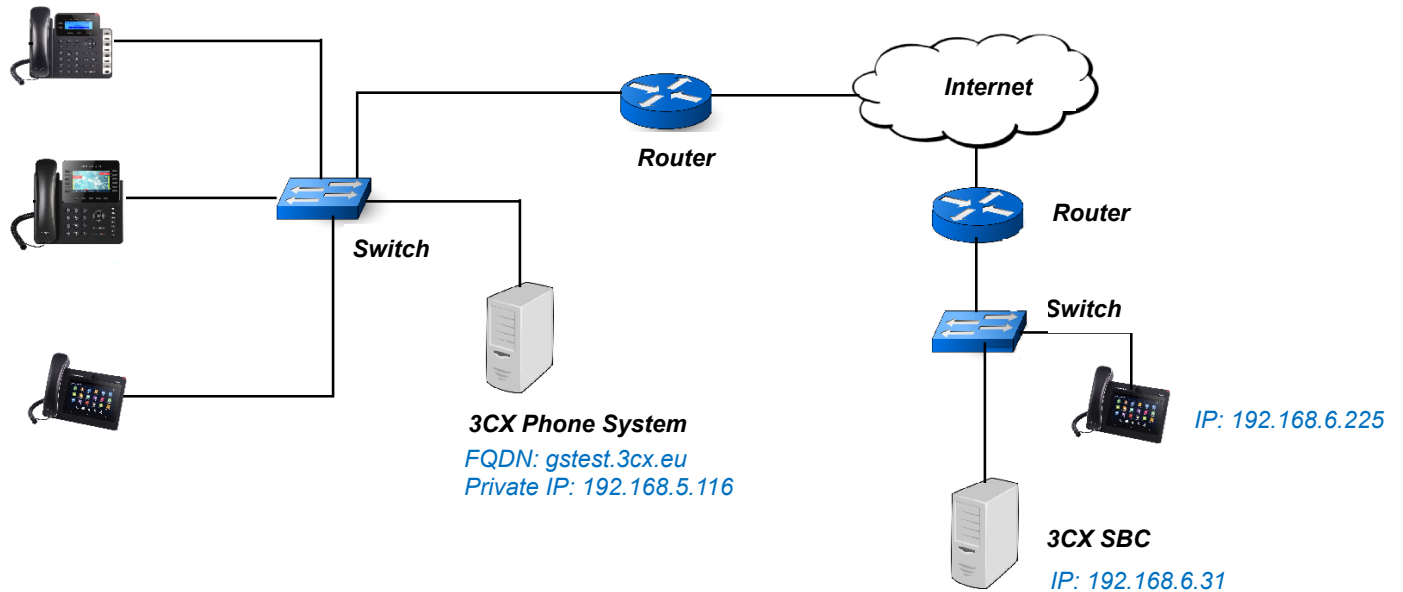 Internet
Router
Router
Switch
Switch
3CX Phone System
FQDN: gstest.3cx.eu
Private IP: 192.168.5.116
IP: 192.168.6.225
3CX SBC
IP: 192.168.6.31